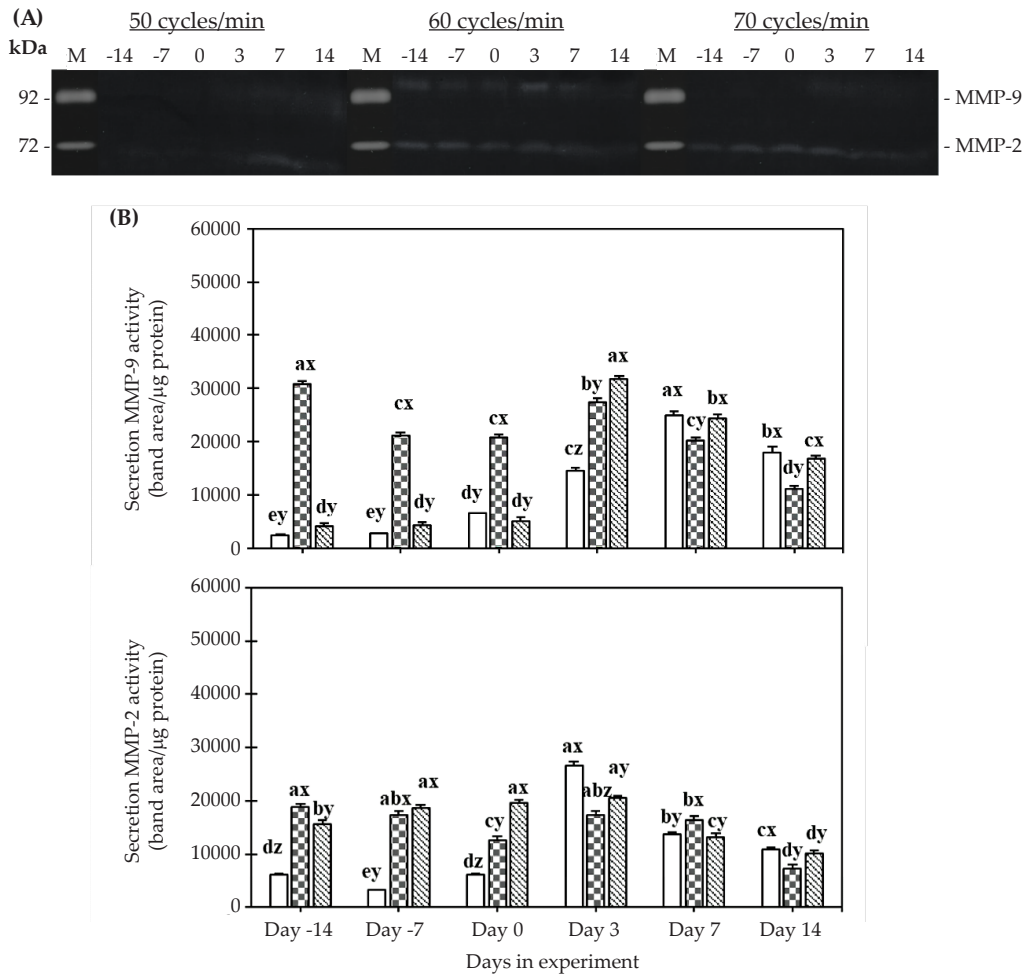 (A)
50 cycles/min 60 cycles/min 70 cycles/min
kDa
M -14 -7 0 3 7 14 M -14 -7 0 3 7 14 M -14 -7 0 3 7 14
92 - - MMP-9
72 - - MMP-2
(B)
Secretion MMP-9 activity
(band area/µg protein)
60000
50000
40000
30000
20000
10000
0
ey ax dy
ey cx dy
dy cx dy
cz by ax
ax cy bx
bx dy cx
Secretion MMP-2 activity
(band area/µg protein)
60000
50000
40000
30000
20000
10000
0
dz ax by
ey abx ax
dz cy ax
ax abz ay
by bx cy
cx dy dy
Day -14 Day -7 Day 0 Day 3 Day 7 Day 14
Days in experiment